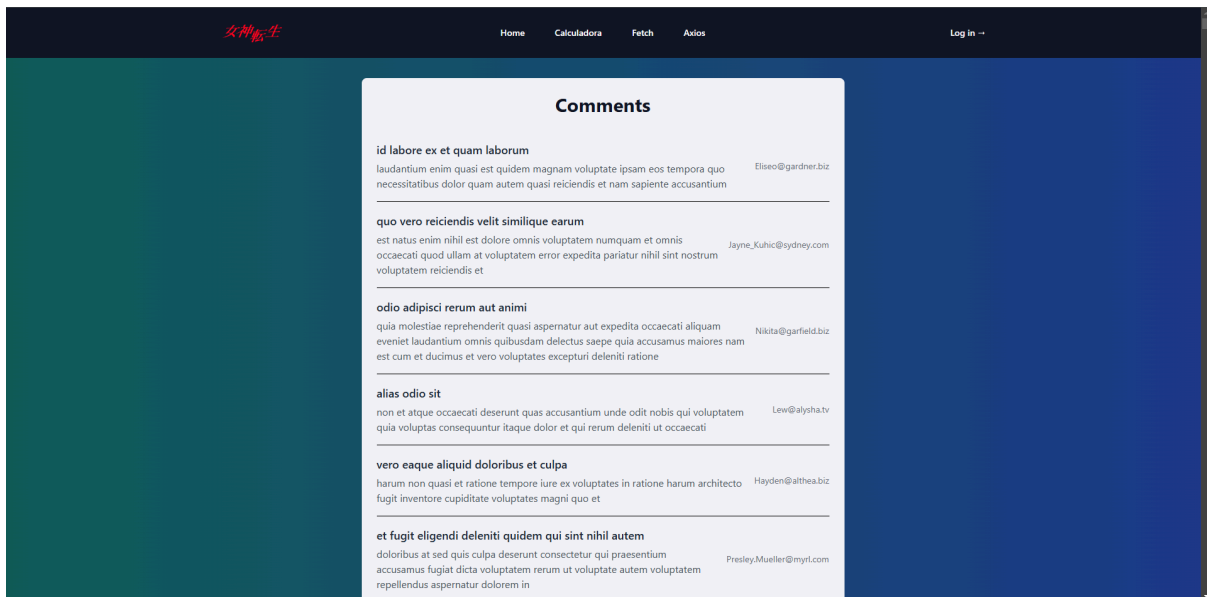 女神転生
Home Calculadora Fetch Axios Log in →
Comments
id labore ex et quam laborum
laudantium enim quasi est quidem magnam voluptate ipsam eos tempora quo
necessitatibus dolor quam autem quasi reiciendis et nam sapiente accusantium
Eliseo@gardner.biz
quo vero reiciendis velit similique earum
est natus enim nihil est dolore omnis voluptatem numquam et omnis
occaecati quod ullam at voluptatem error expedita pariatur nihil sint nostrum
voluptatem reiciendis et
Jayne_Kuhic@sydney.com
odio adipisci rerum aut animi
quia molestiae reprehenderit quasi aspernatur aut expedita occaecati aliquam
eveniet laudantium omnis quibusdam delectus saepe quia accusamus maiores nam
est cum et ducimus et vero voluptates excepturi deleniti ratione
Nikita@garfield.biz
alias odio sit
non et atque occaecati deserunt quas accusantium unde odit nobis qui voluptatem
quia voluptas consequuntur itaque dolor et qui rerum deleniti ut occaecati
Lew@alysha.tv
vero eaque aliquid doloribus et culpa
harum non quasi et ratione tempore iure ex voluptates in ratione harum architecto
fugit inventore cupiditate voluptates magni quo et
Hayden@althea.biz
et fugit eligendi deleniti quidem qui sint nihil autem
doloribus at sed quis culpa deserunt consectetur qui praesentium
accusamus fugiat dicta voluptatem rerum ut voluptate autem voluptatem
repellendus aspernatur dolorem in
Presley.Mueller@myrl.com